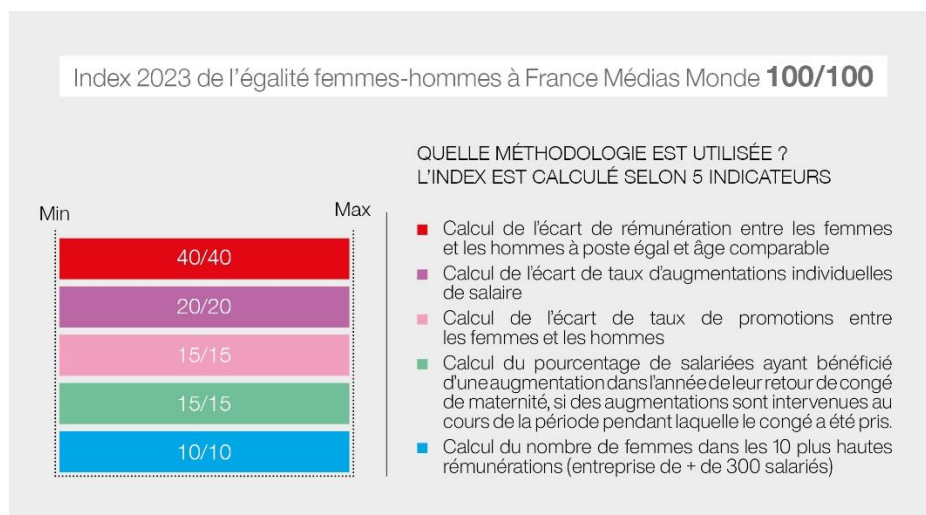 Index 2023 de l'égalité femmes-hommes à France Médias Monde 100/100
QUELLE MÉTHODOLOGIE EST UTILISÉE ?
L'INDEX EST CALCULÉ SELON 5 INDICATEURS
Min
Max
40/40
20/20
15/15
15/15
10/10
Calcul de l'écart de rémunération entre les femmes
et les hommes à poste égal et âge comparable
Calcul de l'écart de taux d'augmentations individuelles
de salaire
Calcul de l'écart de taux de promotions entre
les femmes et les hommes
Calcul du pourcentage de salariées ayant bénéficié
d'une augmentation dans l'année de leur retour de congé
de maternité, si des augmentations sont intervenues au
cours de la période pendant laquelle le congé a été pris.
Calcul du nombre de femmes dans les 10 plus hautes
rémunérations (entreprise de + de 300 salariés)